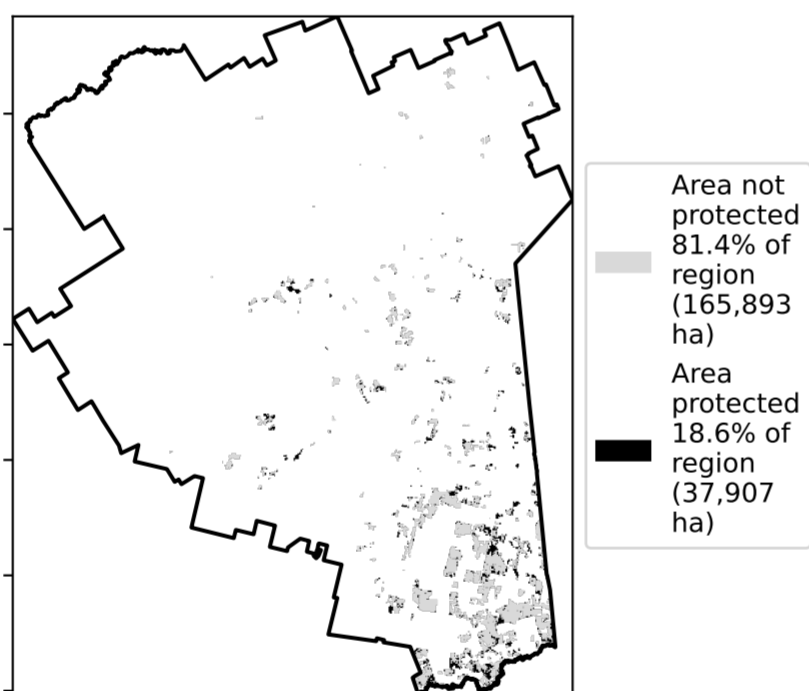 Area not
protected
81.4% of
region
(165,893
ha)
Area
protected
18.6% of
region
(37,907
ha)